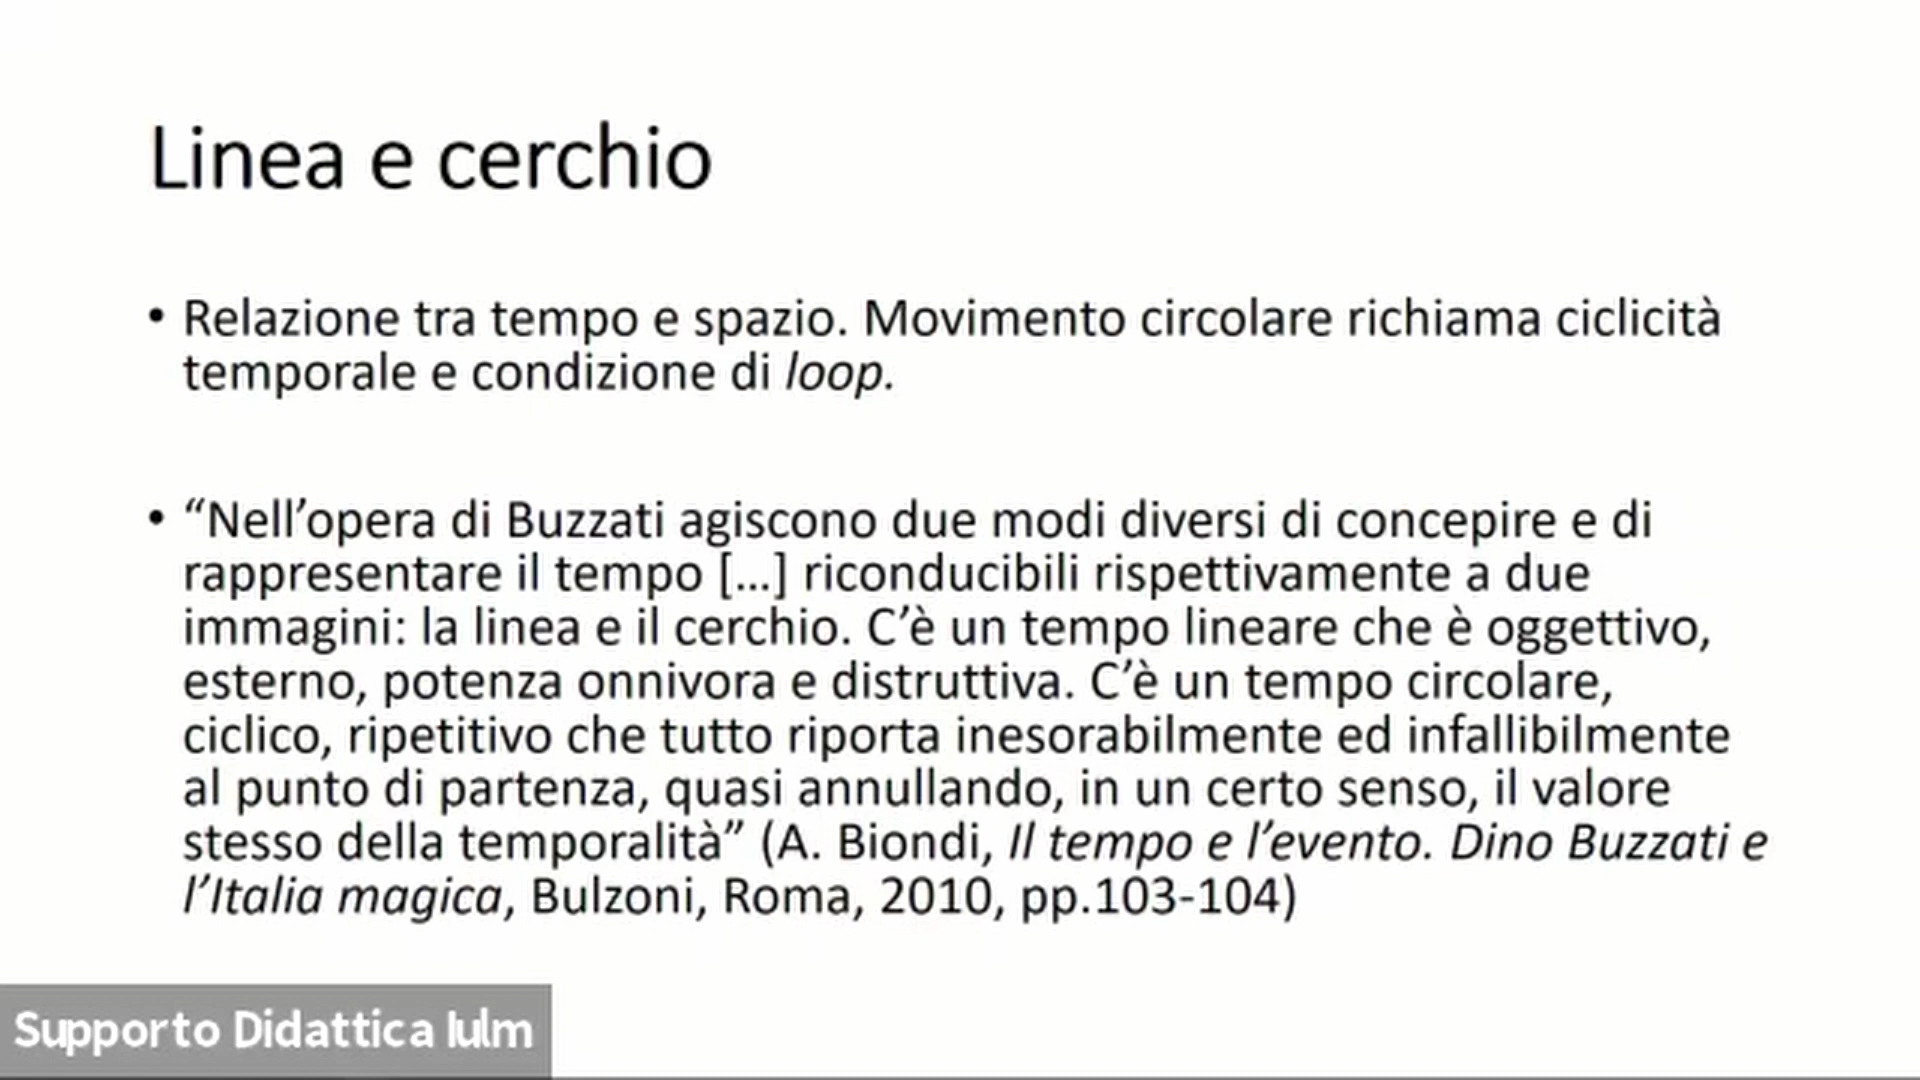 Linea e cerchio
• Relazione tra tempo e spazio. Movimento circolare richiama ciclicità
temporale e condizione di loop.
• “Nell’opera di Buzzati agiscono due modi diversi di concepire e di
rappresentare il tempo […] riconducibili rispettivamente a due
immagini: la linea e il cerchio. C’è un tempo lineare che è oggettivo,
esterno, potenza onnivora e distruttiva. C’è un tempo circolare,
ciclico, ripetitivo che tutto riporta inesorabilmente ed infallibilmente
al punto di partenza, quasi annullando, in un certo senso, il valore
stesso della temporalità” (A. Biondi, Il tempo e l’evento. Dino Buzzati e
l’Italia magica, Bulzoni, Roma, 2010, pp.103-104)
Supporto Didattica Iulm